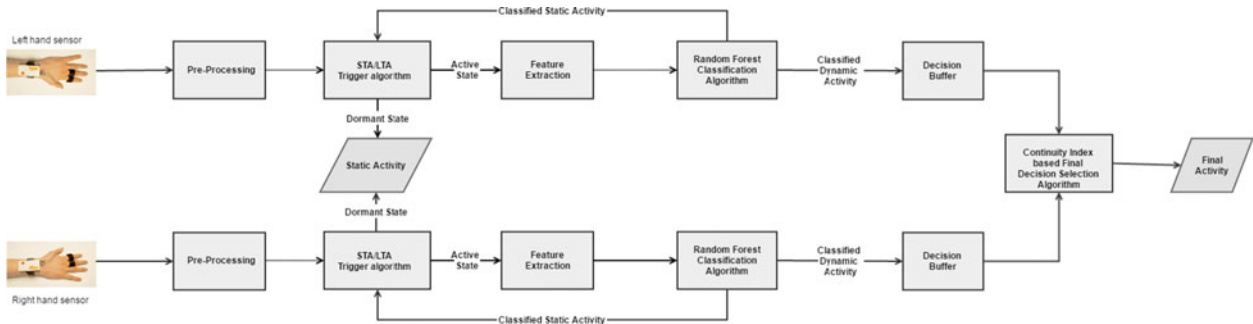 Classified Static Activity
Left hand sensor
Pre-Processing
STA/LTA
Trigger algorithm
Active
State
Feature
Extraction
Random Forest
Classification
Algorithm
Classified
Dynamic
Activity
Decision
Buffer
Dormant State
Static Activity
Continuity Index
based Final
Decision Selection
Algorithm
Final
Activity
Dormant State
Pre-Processing
STA/LTA
Trigger algorithm
Active
State
Feature
Extraction
Random Forest
Classification
Algorithm
Classified
Dynamic
Activity
Decision
Buffer
Right hand sensor
Classified Static Activity